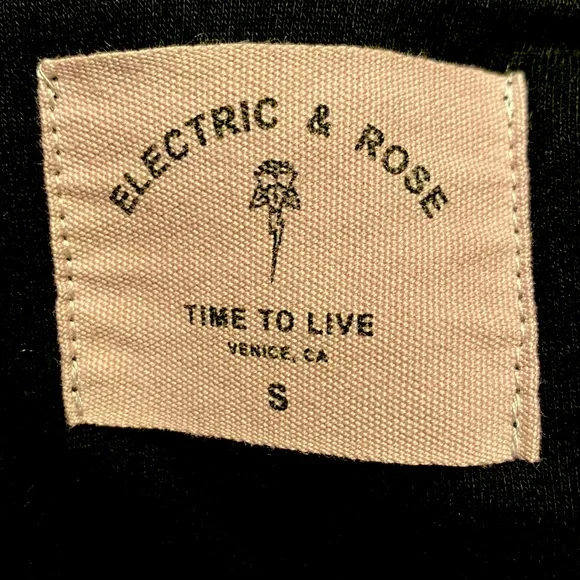 ELECTRIC & ROSE
TIME TO LIVE
VENICE, CA
S